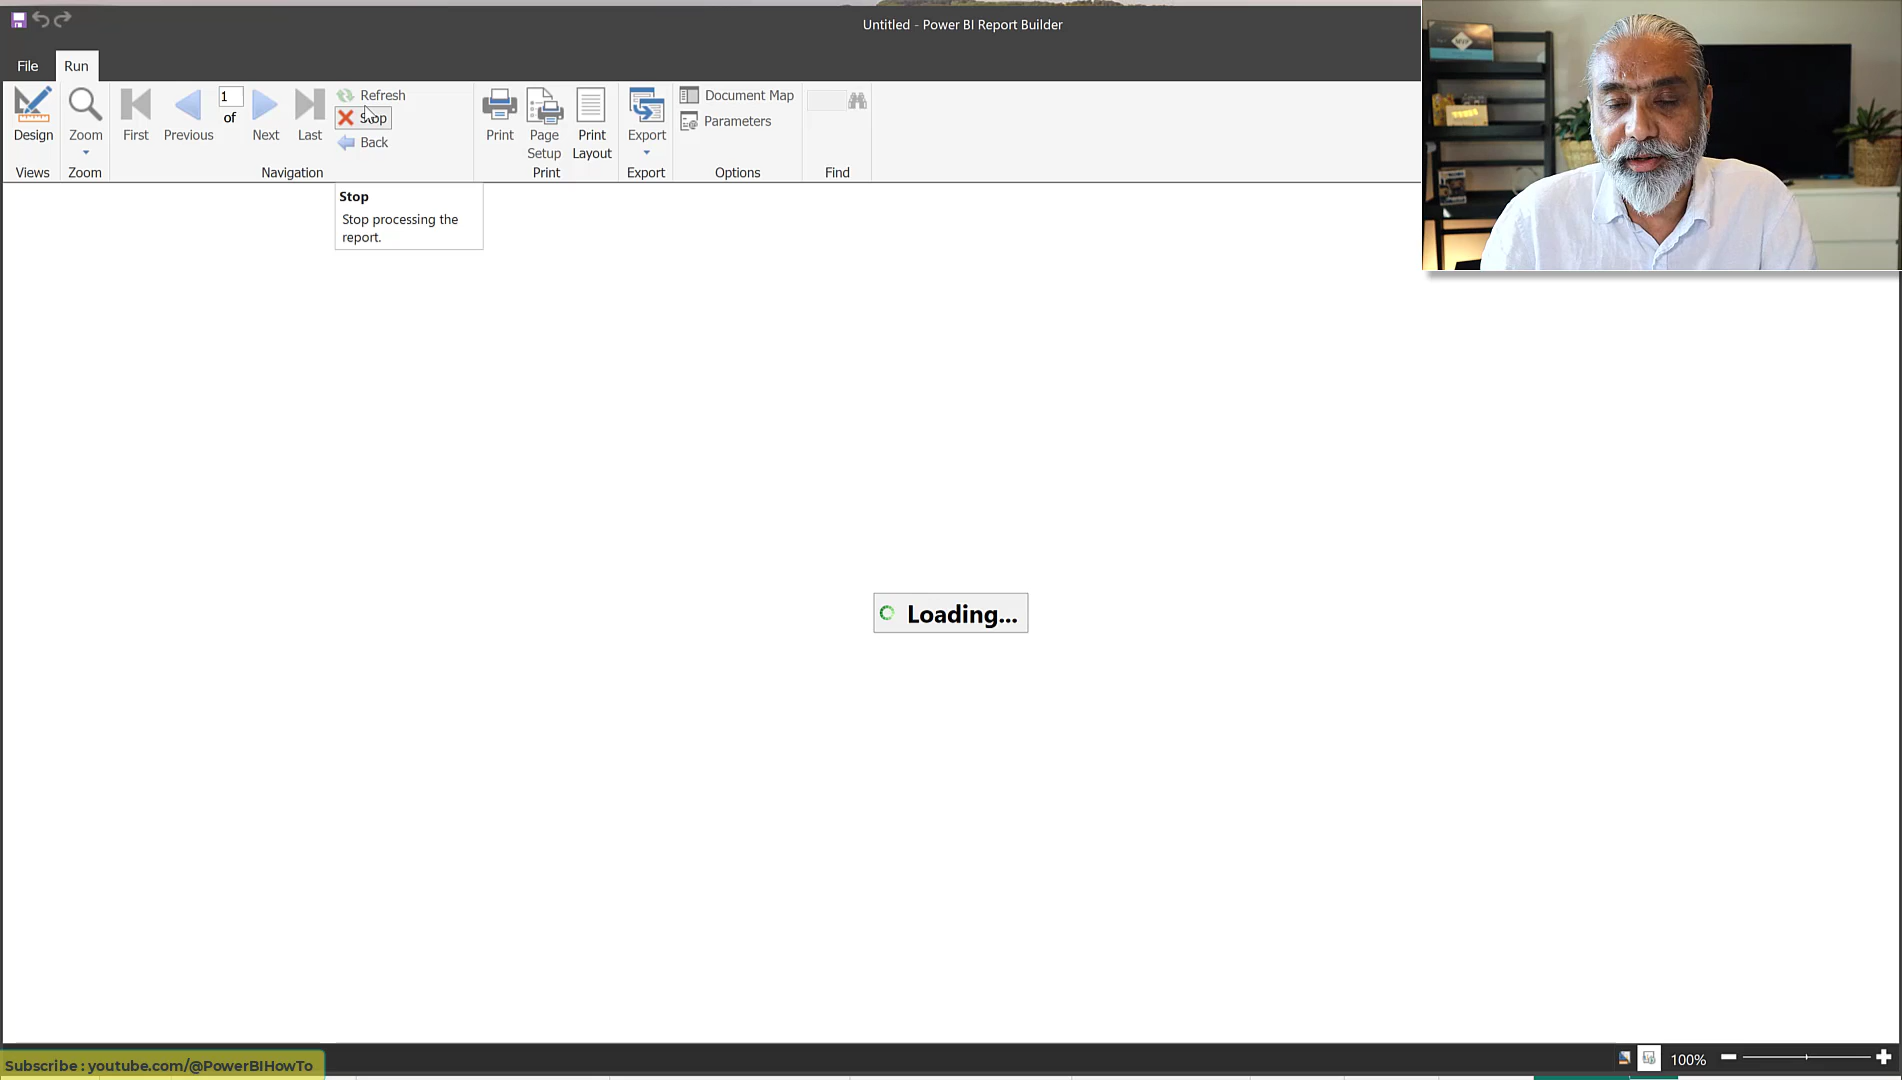 Untitled - Power BI Report Builder
File
Run
Design
Views
Zoom
Zoom
First
Previous
1
of
Next
Last
Refresh
Stop
Back
Navigation
Print
Page
Setup
Print
Layout
Print
Export
Export
Document Map
Parameters
Options
Find
Stop
Stop processing the
report.
Loading...
Subscribe : youtube.com/@PowerBIHowTo
100%